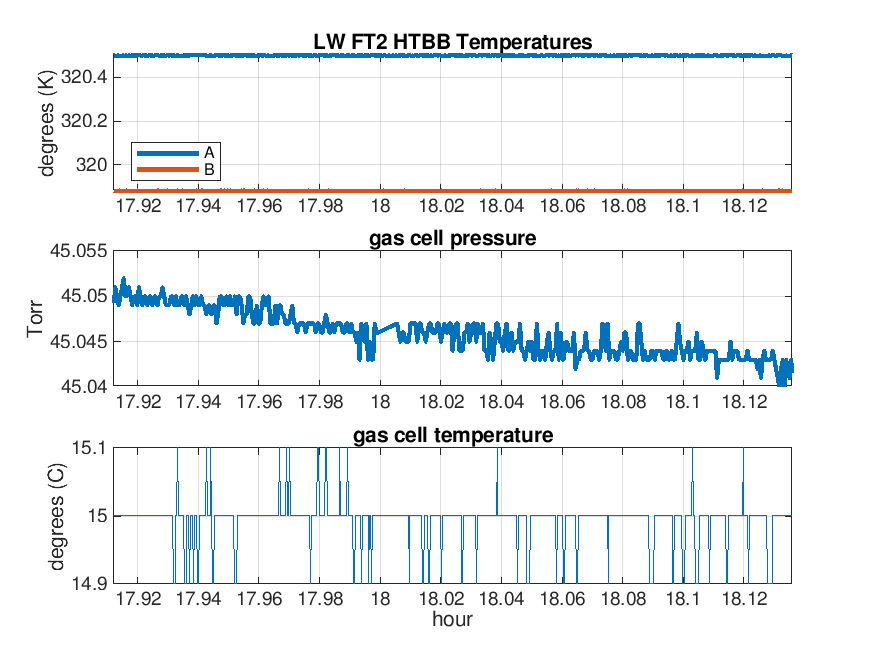 LW FT2 HTBB Temperatures
degrees (K)
320.4
320.2
320
A
B
17.92 17.94 17.96 17.98 18 18.02 18.04 18.06 18.08 18.1 18.12
gas cell pressure
Torr
45.055
45.05
45.045
45.04
17.92 17.94 17.96 17.98 18 18.02 18.04 18.06 18.08 18.1 18.12
gas cell temperature
degrees (C)
15.1
15
14.9
17.92 17.94 17.96 17.98 18 18.02 18.04 18.06 18.08 18.1 18.12
hour